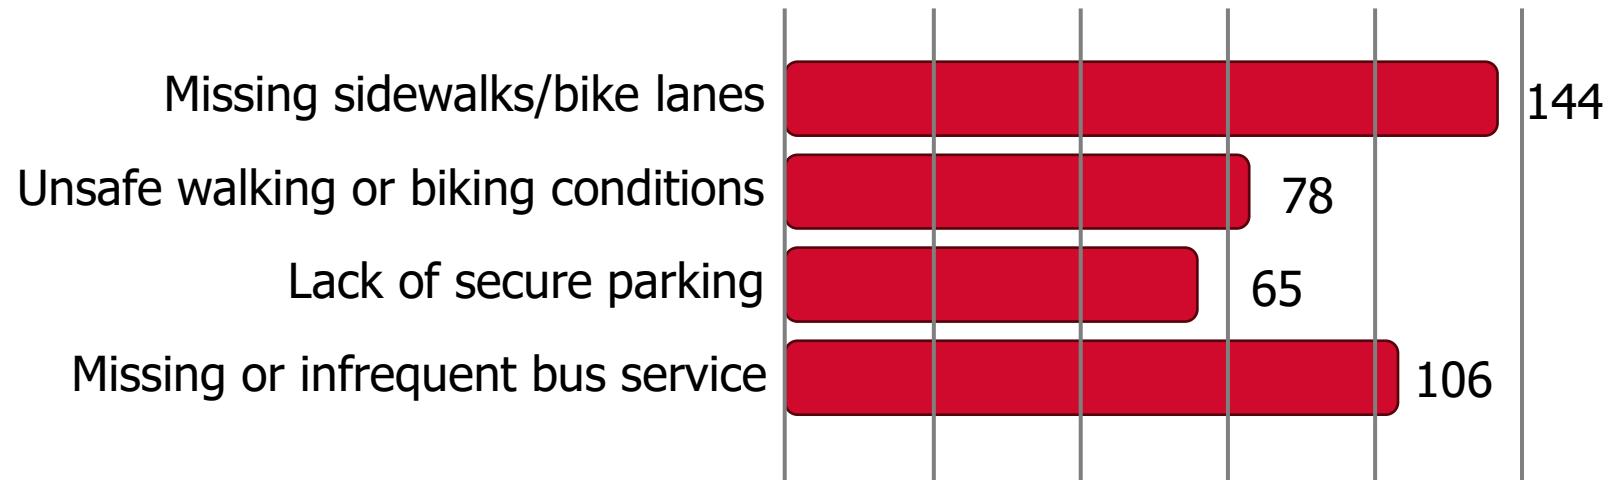 Missing sidewalks/bike lanes 144
Unsafe walking or biking conditions 78
Lack of secure parking 65
Missing or infrequent bus service 106